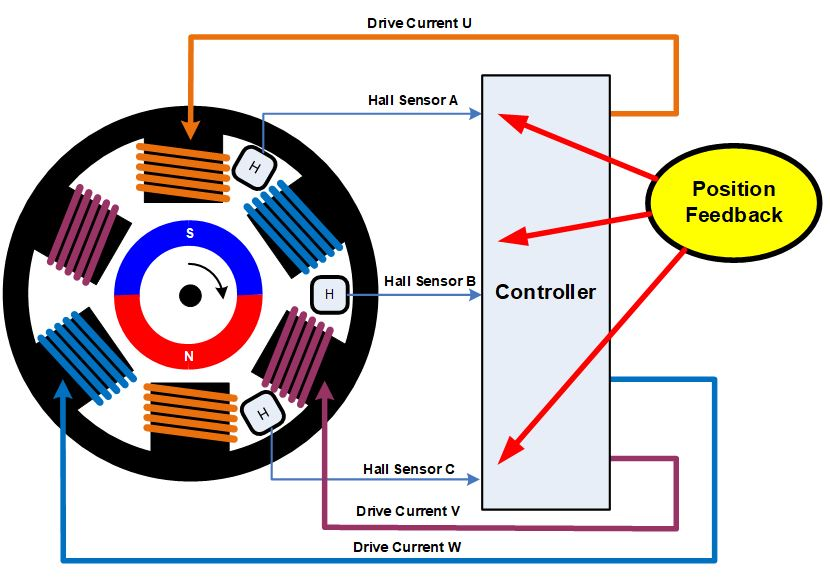 Drive Current U
Hall Sensor A
H
Position
Feedback
S
Hall Sensor B
H
Controller
N
H
Hall Sensor C
Drive Current V
Drive Current W